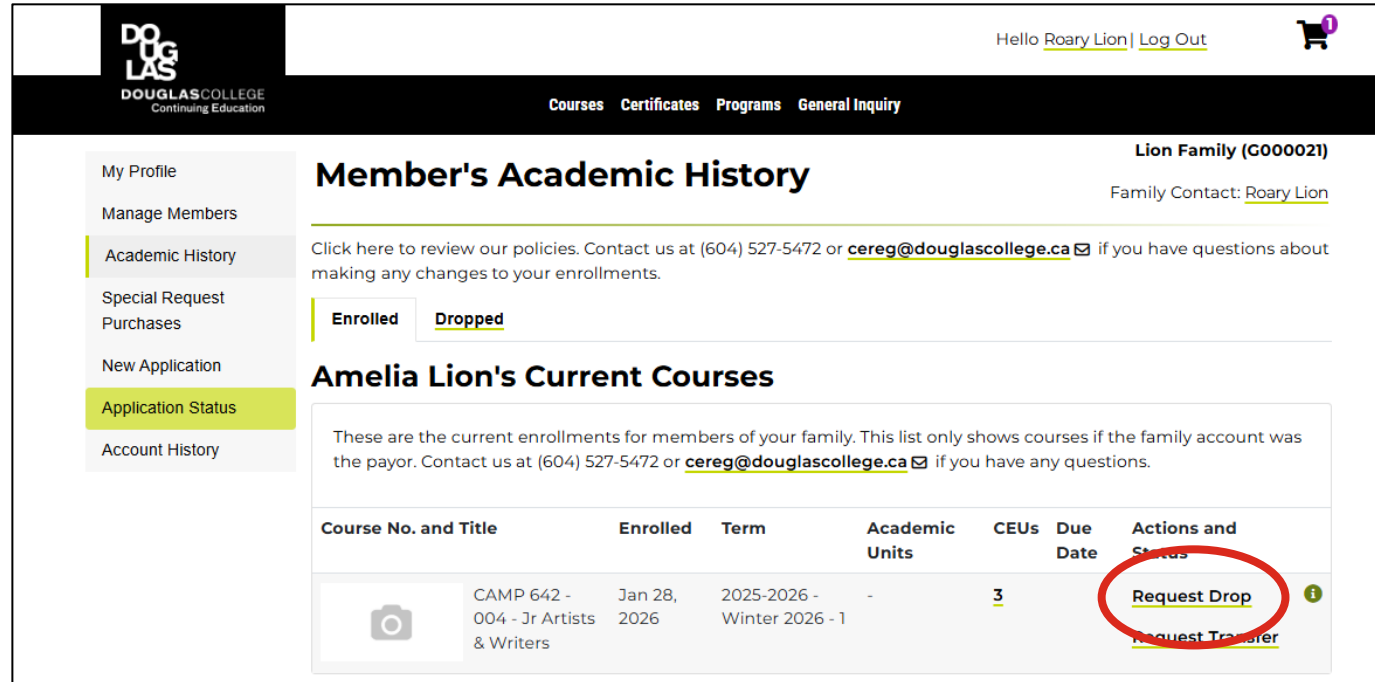 DO
UG
LAS
DOUGLASCOLLEGE
Continuing Education
Hello Roary Lion | Log Out
1
Courses Certificates Programs General Inquiry
My Profile
Manage Members
Academic History
Special Request
Purchases
New Application
Application Status
Account History
Member's Academic History
Lion Family (G000021)
Family Contact: Roary Lion
Click here to review our policies. Contact us at (604) 527-5472 or cereg@douglascollege.ca if you have questions about
making any changes to your enrollments.
Enrolled Dropped
Amelia Lion's Current Courses
These are the current enrollments for members of your family. This list only shows courses if the family account was
the payor. Contact us at (604) 527-5472 or cereg@douglascollege.ca if you have any questions.
Course No. and Title Enrolled Term Academic CEUs Due Actions and
Units Date Status
CAMP 642 - Jan 28, 2025-2026 - - 3 Request Drop
004 - Jr Artists 2026 Winter 2026 - 1
& Writers Request Transfer